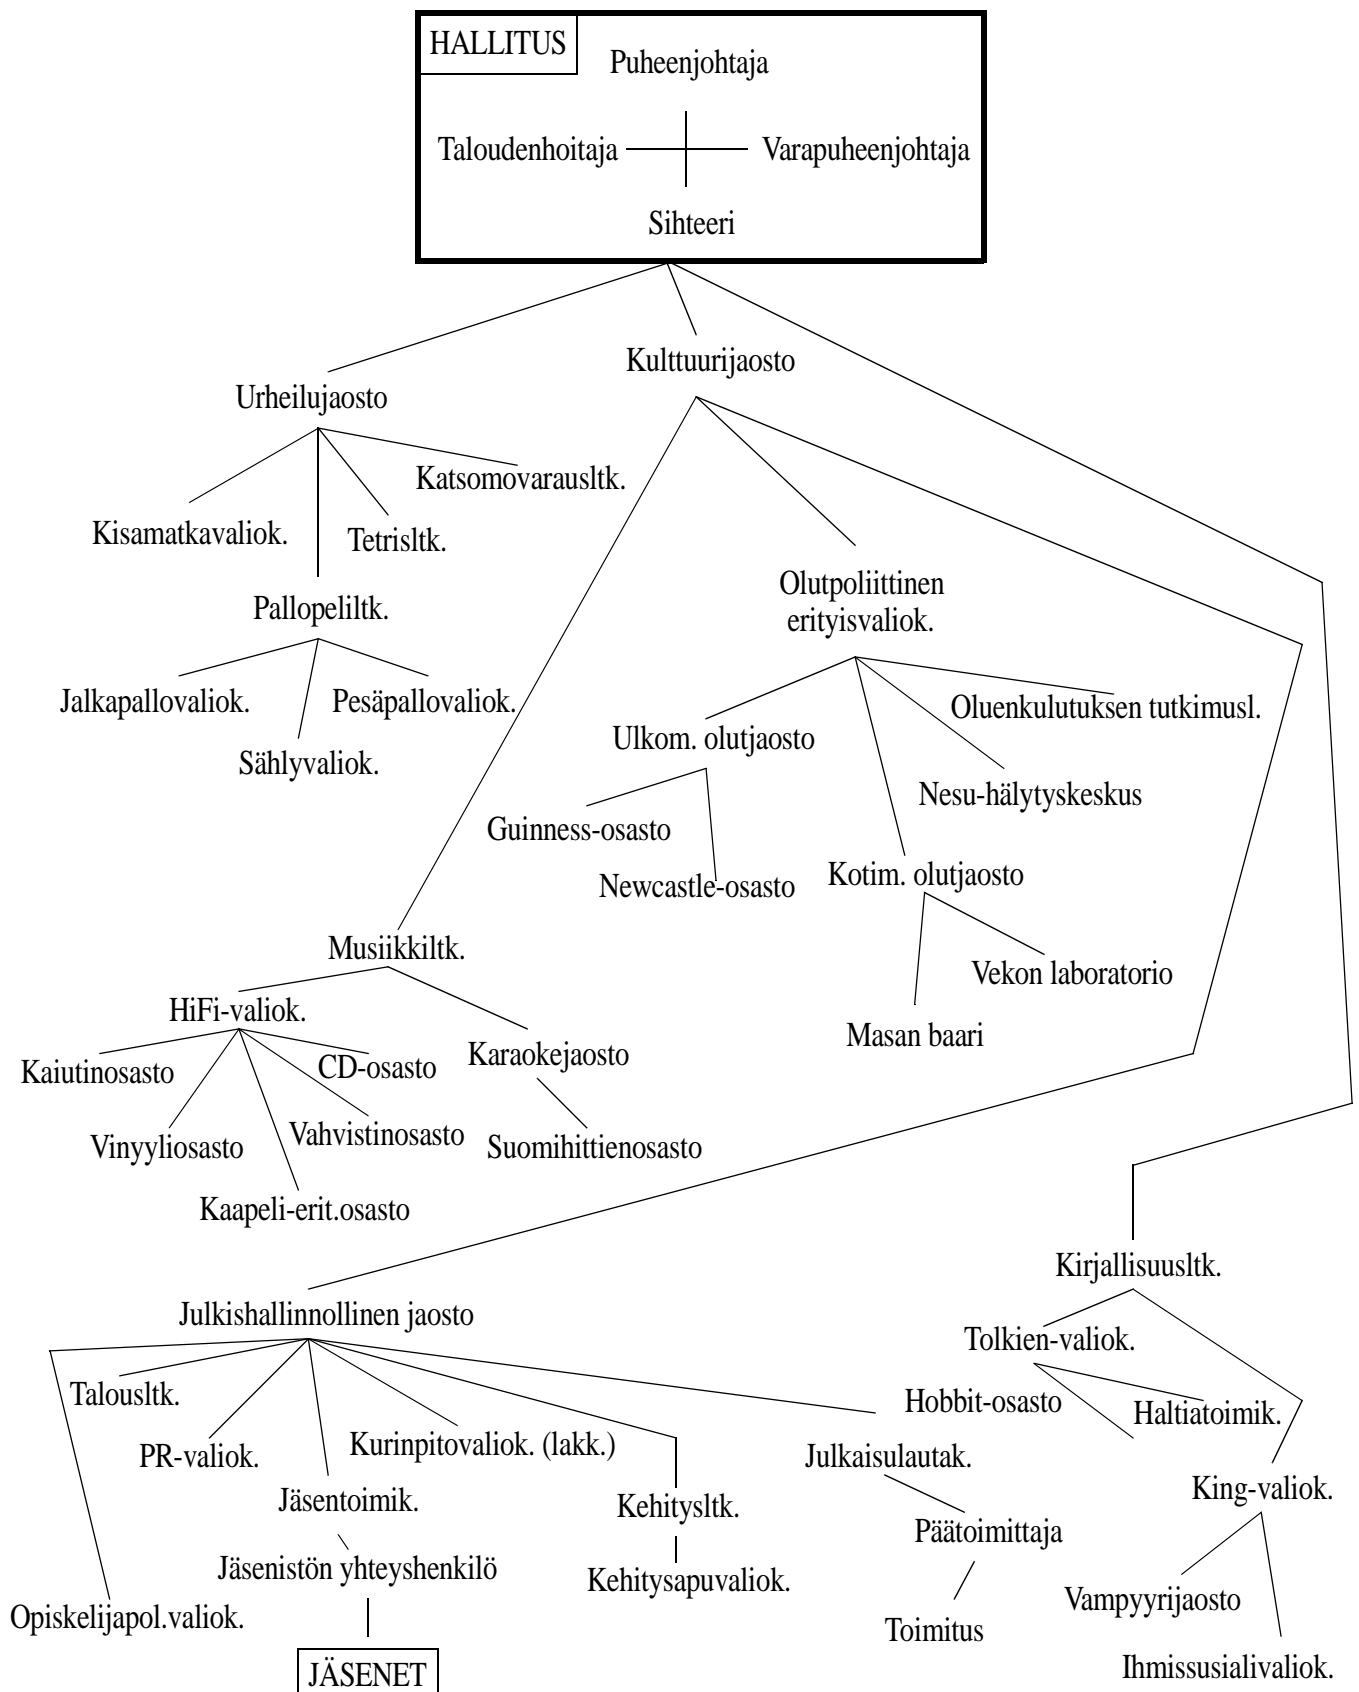 HALLITUS
Puheenjohtaja
Taloudenhoitaja
Varapuheenjohtaja
Sihteeri
Kulttuurijaosto
Urheilujaosto
Katsomovarausltk.
Kisamatkavaliok.
Tetrisltk.
Olutpoliittinen
erityisvaliok.
Pallopeliltk.
Jalkapallovaliok.
Pesäpallovaliok.
Oluenkulutuksen tutkimusl.
Ulkom. olutjaosto
Sählyvaliok.
Nesu-hälytyskeskus
Guinness-osasto
Newcastle-osasto
Kotim. olutjaosto
Musiikkiltk.
Vekon laboratorio
HiFi-valiok.
Masan baari
Karaokejaosto
Kaiutinosasto
CD-osasto
Vinyyliosasto
Vahvistinosasto
Suomihittienosasto
Kaapeli-erit.osasto
Kirjallisuusltk.
Julkishallinnollinen jaosto
Tolkien-valiok.
Talousltk.
Hobbit-osasto
Haltiatoimik.
PR-valiok.
Kurinpitovaliok. (lakk.)
Julkaisulautak.
King-valiok.
Jäsentoimik.
Kehitysltk.
Päätoimittaja
Jäsenistön yhteyshenkilö
Kehitysapuvaliok.
Vampyyrijaosto
Opiskelijapol.valiok.
Toimitus
Ihmissusialivaliok.
JÄSENET